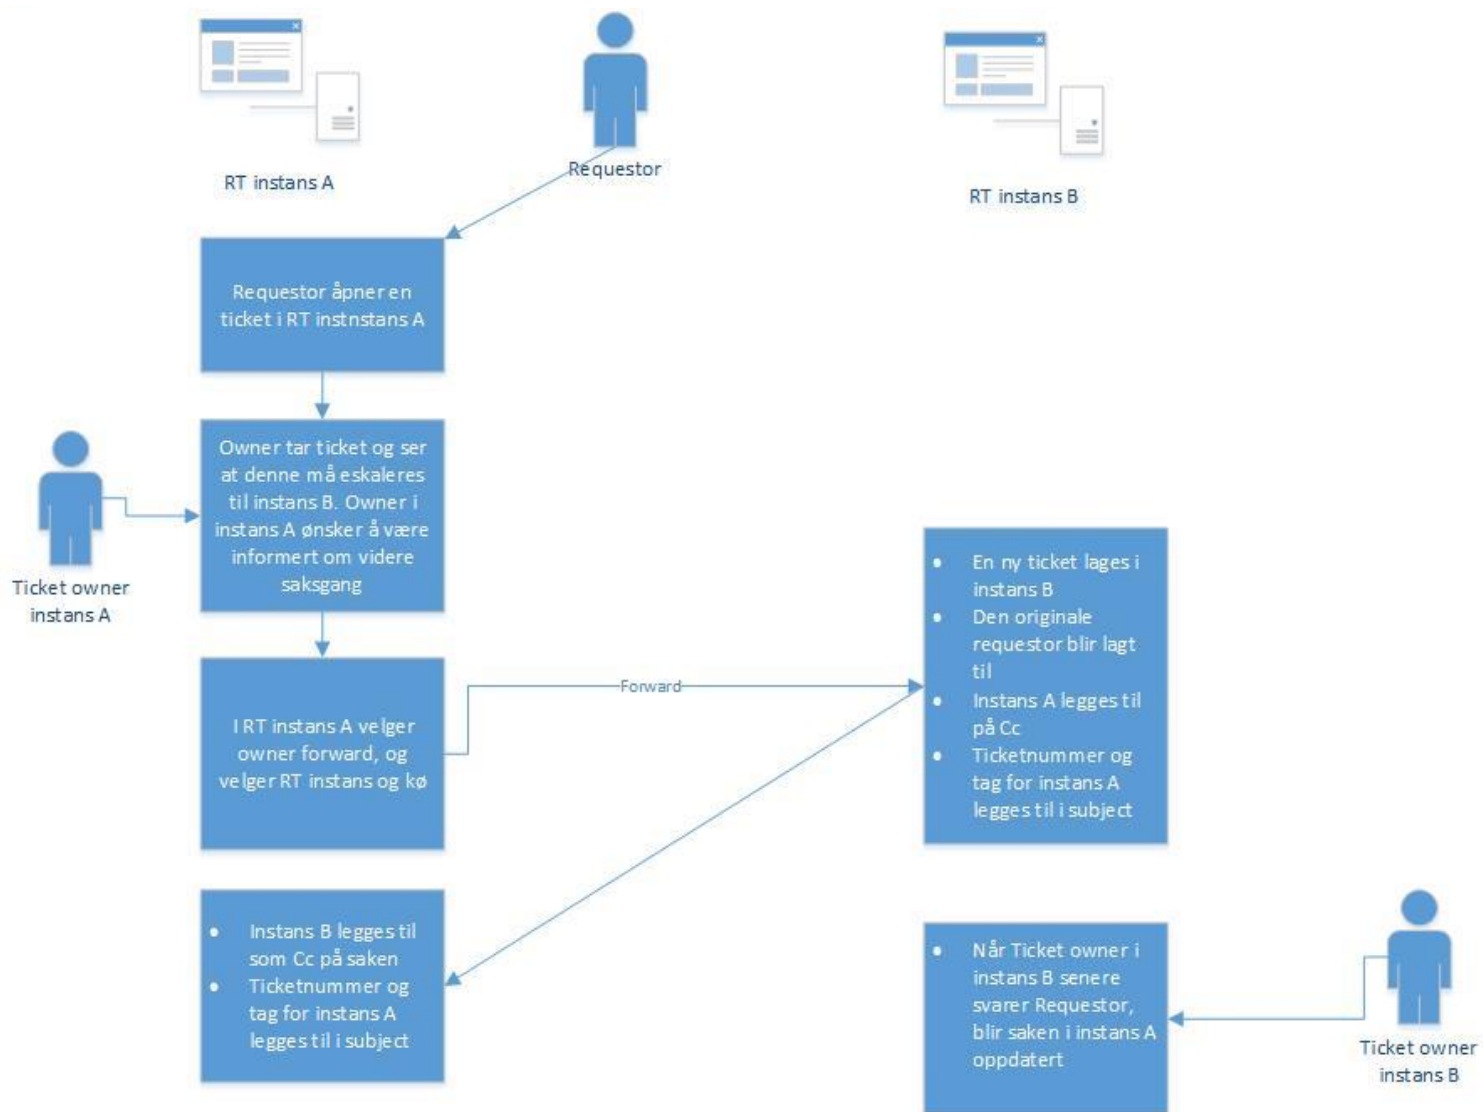 RT instans A
Requestor
RT instans B
Requestor åpner en
ticket i RT instnstans A
Owner tar ticket og ser
at denne må eskaleres
til instans B. Owner i
instans A ønsker å være
informert om videre
saksgang
Ticket owner
instans A
I RT instans A velger
owner forward, og
velger RT instans og kø
Forward
• En ny ticket lages i
instans B
• Den originale
requestor blir lagt
til
• Instans A legges til
på Cc
• Ticketnummer og
tag for instans A
legges til i subject
• Instans B legges til
som Cc på saken
• Ticketnummer og
tag for instans A
legges til i subject
• Når Ticket owner i
instans B senere
svarer Requestor,
blir saken i instans A
oppdatert
Ticket owner
instans B